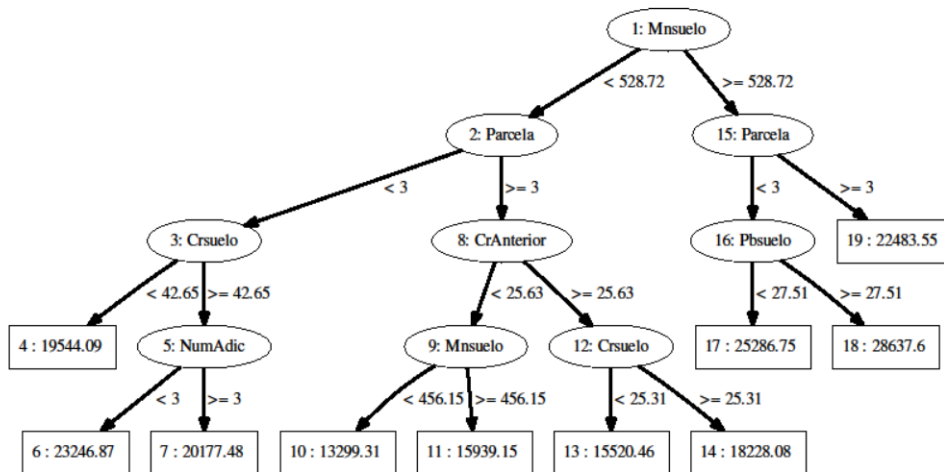 1: Mnsuelo
< 528.72 >= 528.72
2: Parcela 15: Parcela
< 3 >= 3 < 3 >= 3
3: Crsuelo 8: CrAnterior 16: Pbsuelo 19 : 22483.55
< 42.65 >= 42.65 < 25.63 >= 25.63 < 27.51 >= 27.51
4 : 19544.09 5: NumAdic 9: Mnsuelo 12: Crsuelo 17 : 25286.75 18 : 28637.6
< 3 >= 3 < 456.15 >= 456.15 < 25.31 >= 25.31
6 : 23246.87 7 : 20177.48 10 : 13299.31 11 : 15939.15 13 : 15520.46 14 : 18228.08